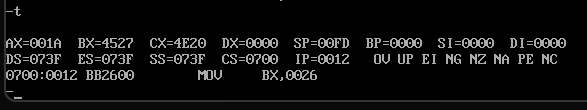 -t
AX=001A  BX=4527  CX=4E20  DX=0000  SP=00FD  BP=0000  SI=0000  DI=0000
DS=073F  ES=073F  SS=073F  CS=0700  IP=0012   OV UP EI NG NZ NA PE NC
0700:0012 BB2600        MOV     BX,0026
-_